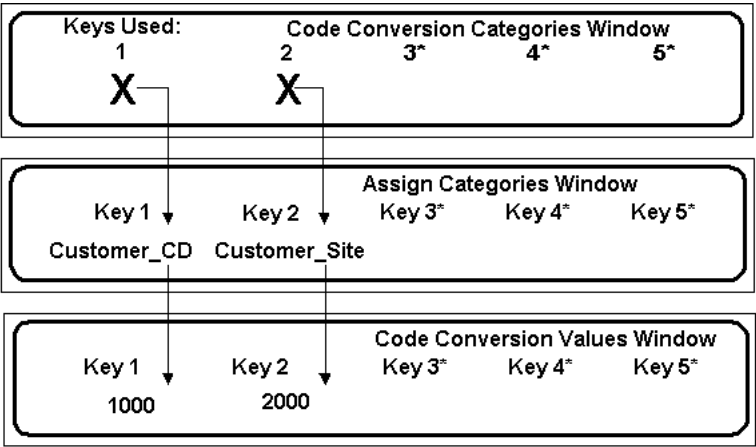 Keys Used: Code Conversion Categories Window
1 2 3* 4* 5*
X X
Assign Categories Window
Key 1 Key 2 Key 3* Key 4* Key 5*
Customer_CD Customer_Site
Code Conversion Values Window
Key 1 Key 2 Key 3* Key 4* Key 5*
1000 2000